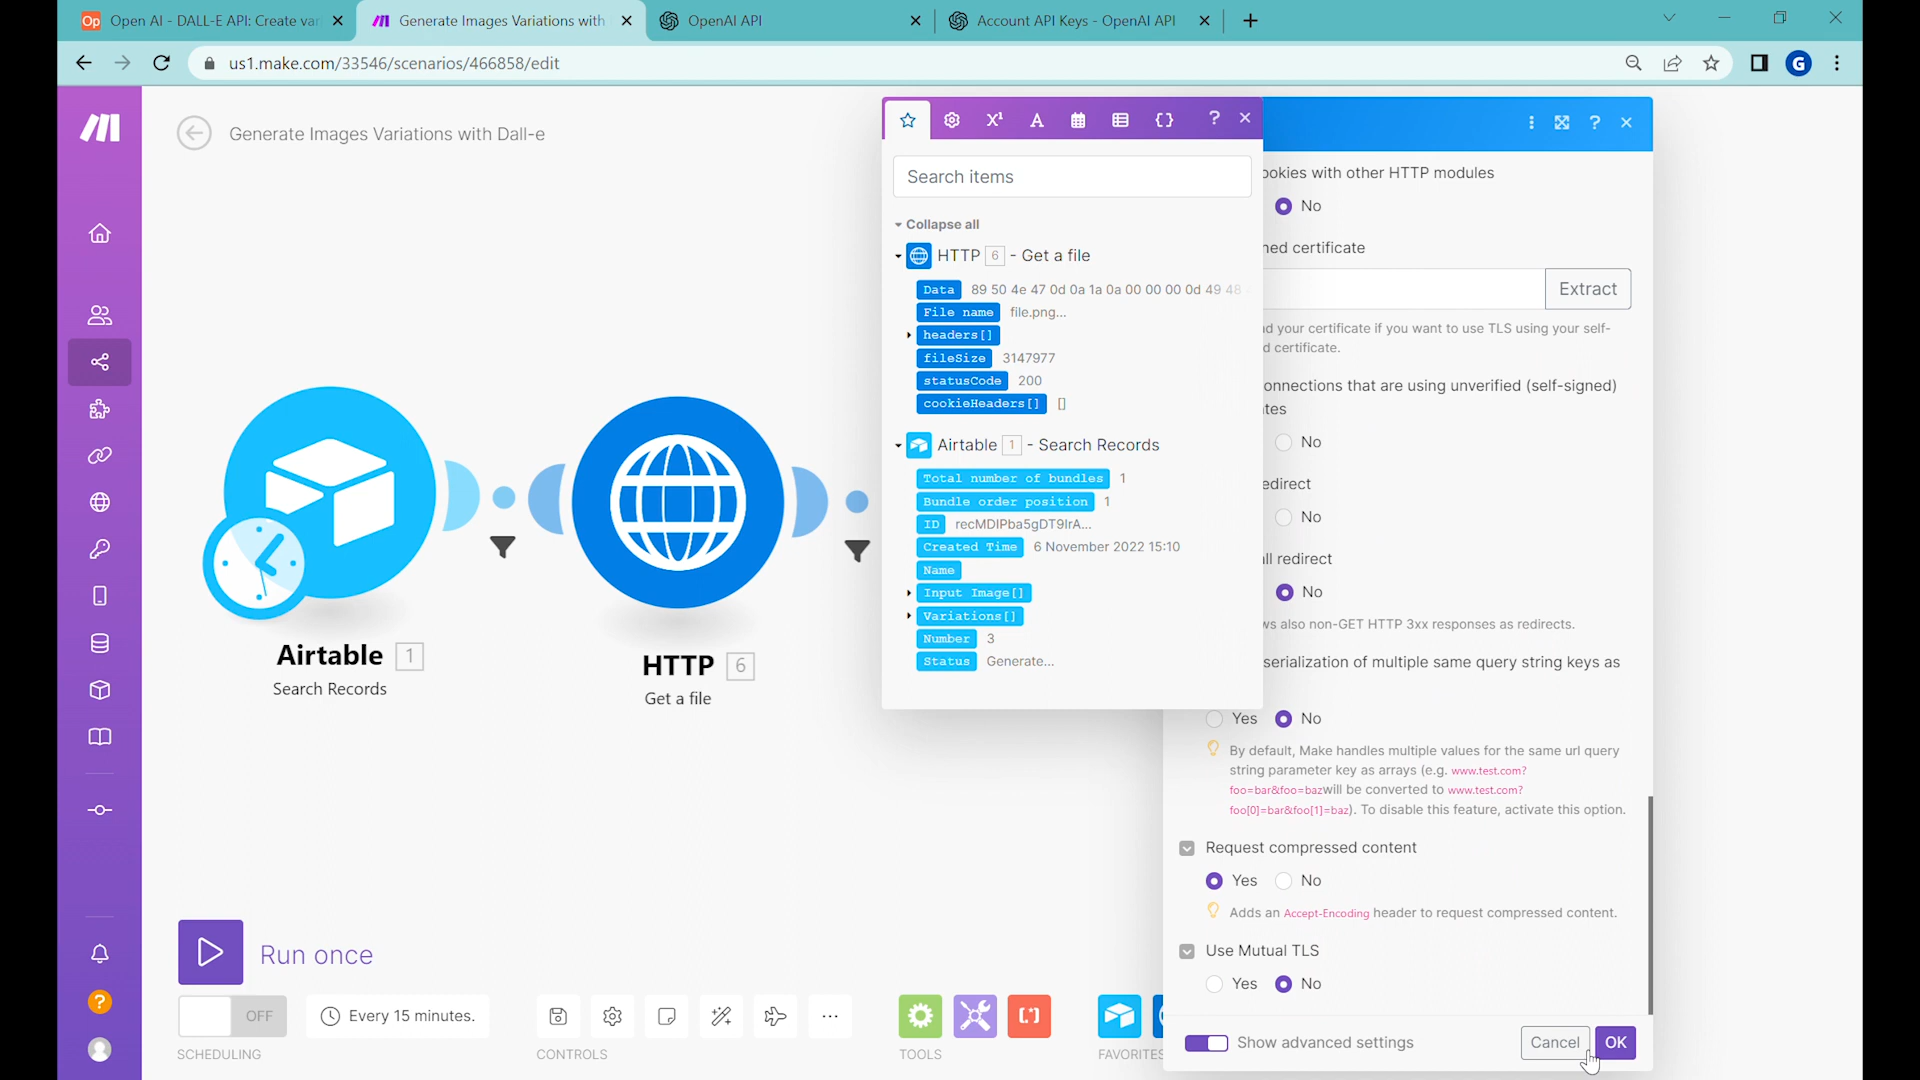 Open AI - DALL-E API: Create var
Generate Images Variations with
OpenAI API
Account API Keys - OpenAI API
us1.make.com/33546/scenarios/466858/edit
G
Generate Images Variations with Dall-e
Search items
Collapse all
HTTP 6 - Get a file
Data 89 50 4e 47 0d 0a 1a 0a 00 00 00 0d 49 48
File name file.png...
headers[]
fileSize 3147977
statusCode 200
cookieHeaders[] []
Airtable 1 - Search Records
Total number of bundles 1
Bundle order position 1
ID recMDIPba5gDT9IrA...
Created Time 6 November 2022 15:10
Name
Input Image[]
Variations[]
Number 3
Status Generate...
ookies with other HTTP modules
No
ned certificate
Extract
d your certificate if you want to use TLS using your self-
d certificate.
onnections that are using unverified (self-signed)
tes
No
edirect
No
ll redirect
No
ws also non-GET HTTP 3xx responses as redirects.
serialization of multiple same query string keys as
Yes No
By default, Make handles multiple values for the same url query
string parameter key as arrays (e.g. www.test.com?
foo=bar&foo=bazwill be converted to www.test.com?
foo[0]=bar&foo[1]=baz). To disable this feature, activate this option.
Request compressed content
Yes No
Adds an Accept-Encoding header to request compressed content.
Use Mutual TLS
Yes No
Show advanced settings
Cancel
OK
Airtable 1
Search Records
HTTP 6
Get a file
Run once
OFF
Every 15 minutes.
SCHEDULING
CONTROLS
TOOLS
FAVORITES